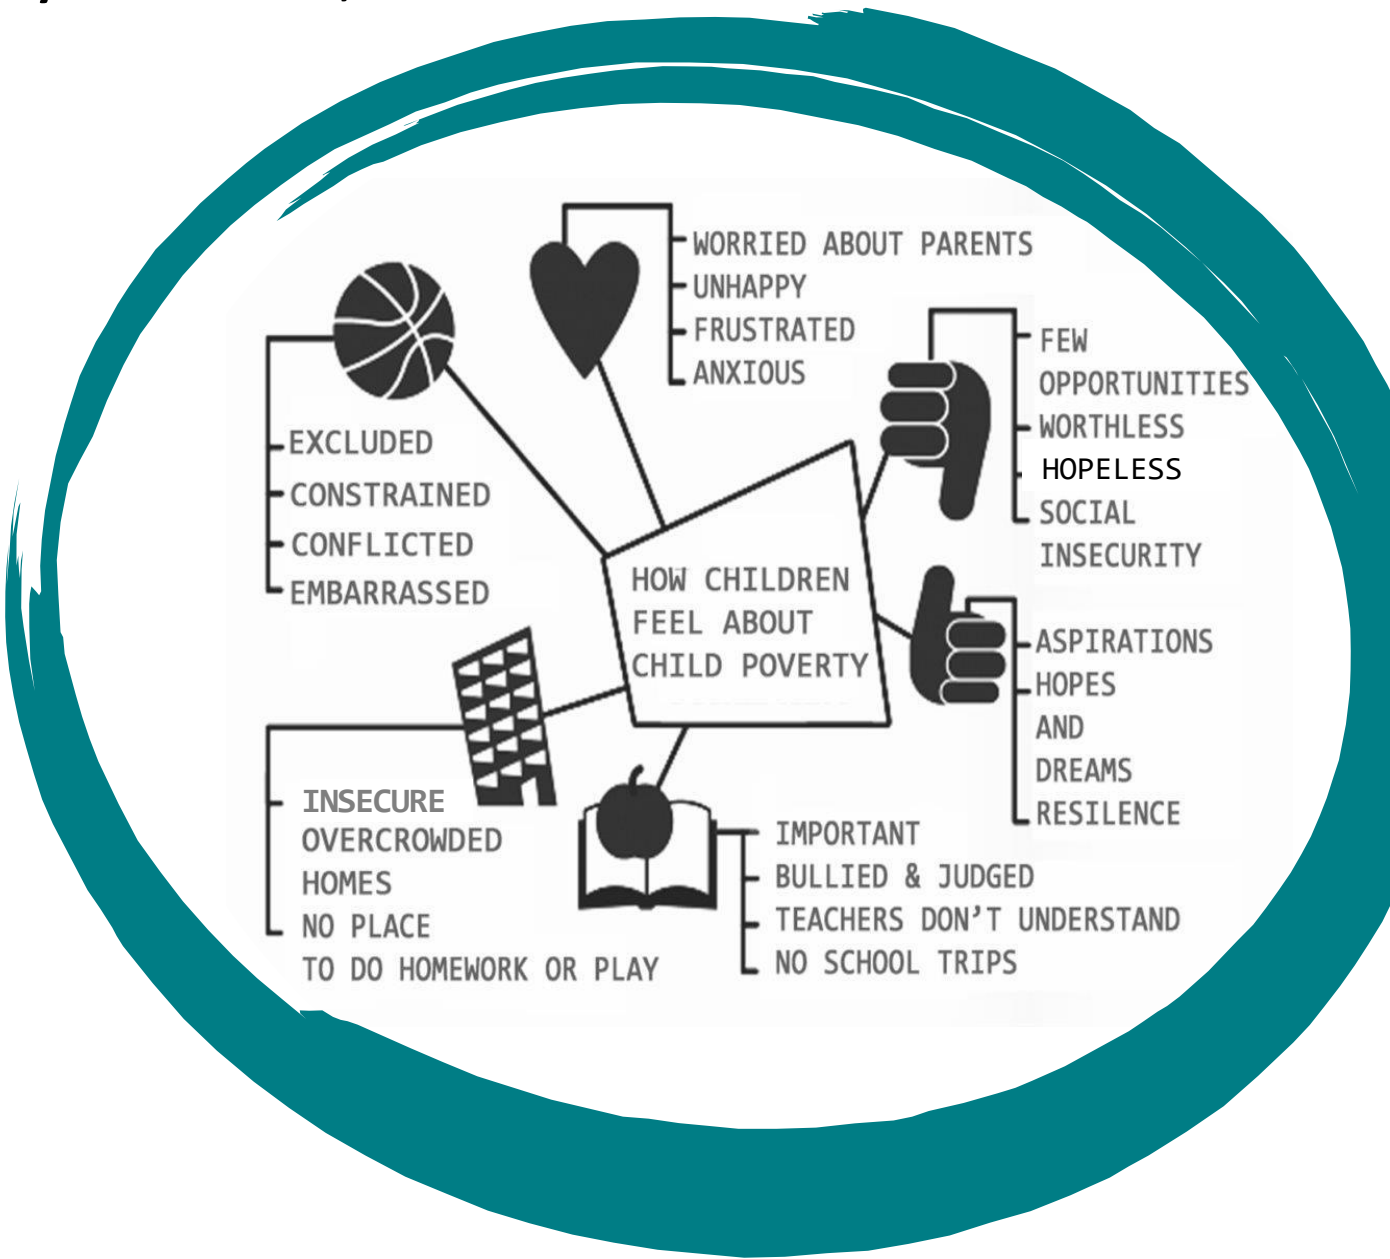 WORRIED ABOUT PARENTS
UNHAPPY
FRUSTRATED
ANXIOUS
FEW
OPPORTUNITIES
WORTHLESS
HOPELESS
SOCIAL
INSECURITY
EXCLUDED
CONSTRAINED
CONFLICTED
EMBARRASSED
HOW CHILDREN
FEEL ABOUT
CHILD POVERTY
ASPIRATIONS
HOPES
AND
DREAMS
RESILENCE
INSECURE
OVERCROWDED
HOMES
NO PLACE
TO DO HOMEWORK OR PLAY
IMPORTANT
BULLIED & JUDGED
TEACHERS DON'T UNDERSTAND
NO SCHOOL TRIPS